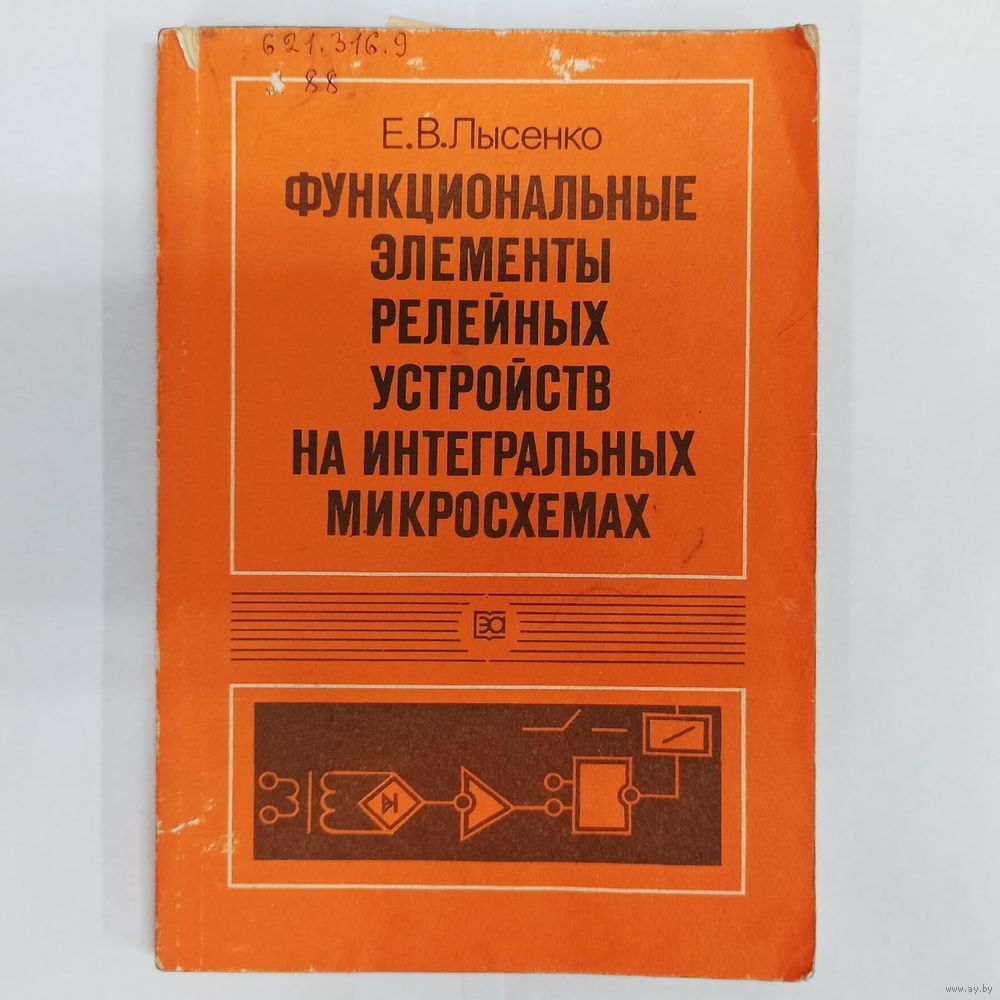 621.316.9
88
Е.В.Лысенко
ФУНКЦИОНАЛЬНЫЕ
ЭЛЕМЕНТЫ
РЕЛЕЙНЫХ
УСТРОЙСТВ
НА ИНТЕГРАЛЬНЫХ
МИКРОСХЕМАХ
www.ay.by